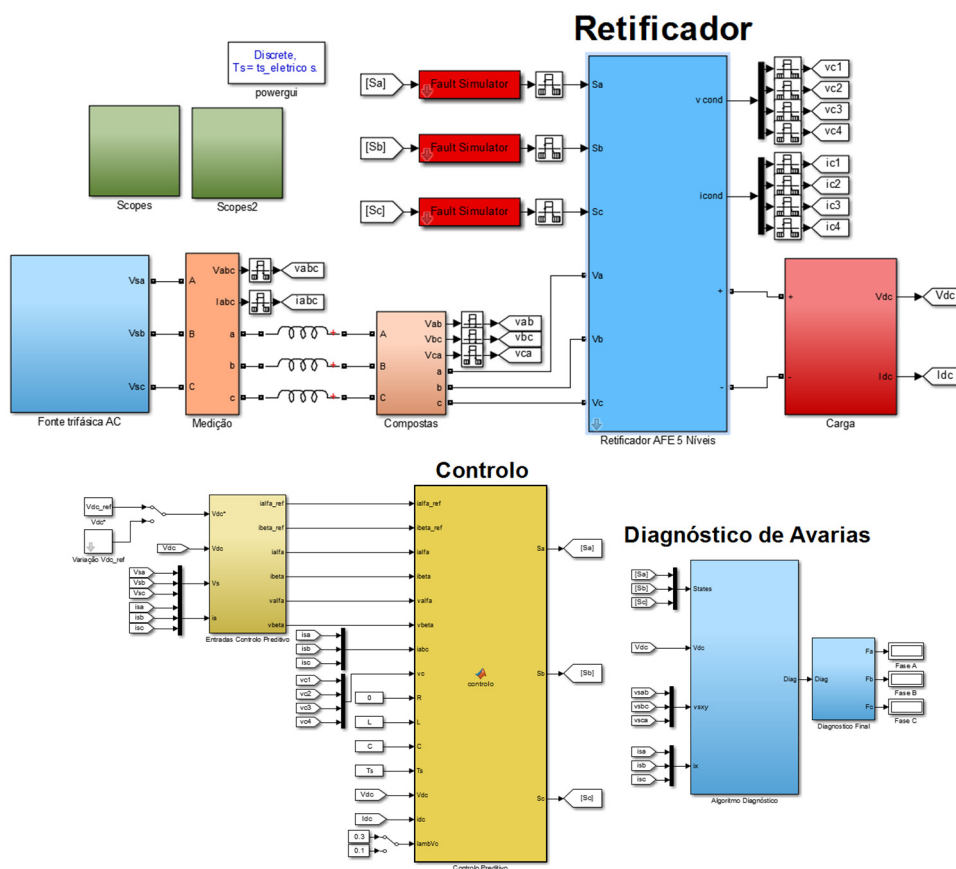 Retificador
Discrete,
Ts = ts_eletrico s.
powergui
Scopes
Scopes2
[Sa]
Fault Simulator
Sa
[Sb]
Fault Simulator
Sb
[Sc]
Fault Simulator
Sc
v cond
vc1
vc2
vc3
vc4
i cond
ic1
ic2
ic3
ic4
Va
Vb
Vc
+
-
Retificador AFE 5 Níveis
Vsa
Vsb
Vsc
Fonte trifásica AC
A
B
C
Vabc
Iabc
a
b
c
Medição
vabc
iabc
+
+
+
A
B
C
Vab
Vbc
Vca
a
b
c
Compostas
vab
vbc
vca
+
-
Vdc
Idc
Carga
Vdc
Idc
Controlo
Vdc_ref
Vdc*
Variação Vdc_ref
Vdc
Vsa
Vsb
Vsc
isa
isb
isc
Vdc*
Vdc
Vs
is
ialfa_ref
ibeta_ref
ialfa
ibeta
valfa
vbeta
Entradas Controlo Preditivo
isa
isb
isc
vc1
vc2
vc3
vc4
0
L
C
Ts
Vdc
Idc
0.3
0.1
ialfa_ref
ibeta_ref
ialfa
ibeta
valfa
vbeta
iabc
vc
R
L
C
Ts
Vdc
idc
lambVo
controlo
Sa
Sb
Sc
Controlo Preditivo
[Sa]
[Sb]
[Sc]
Diagnóstico de Avarias
[Sa]
[Sb]
[Sc]
Vdc
vsab
vsbc
vsca
isa
isb
isc
States
Vdc
vsxy
ix
Diag
Algoritmo Diagnóstico
Diag
Fa
Fb
Fc
Diagnostico Final
Fase A
Fase B
Fase C